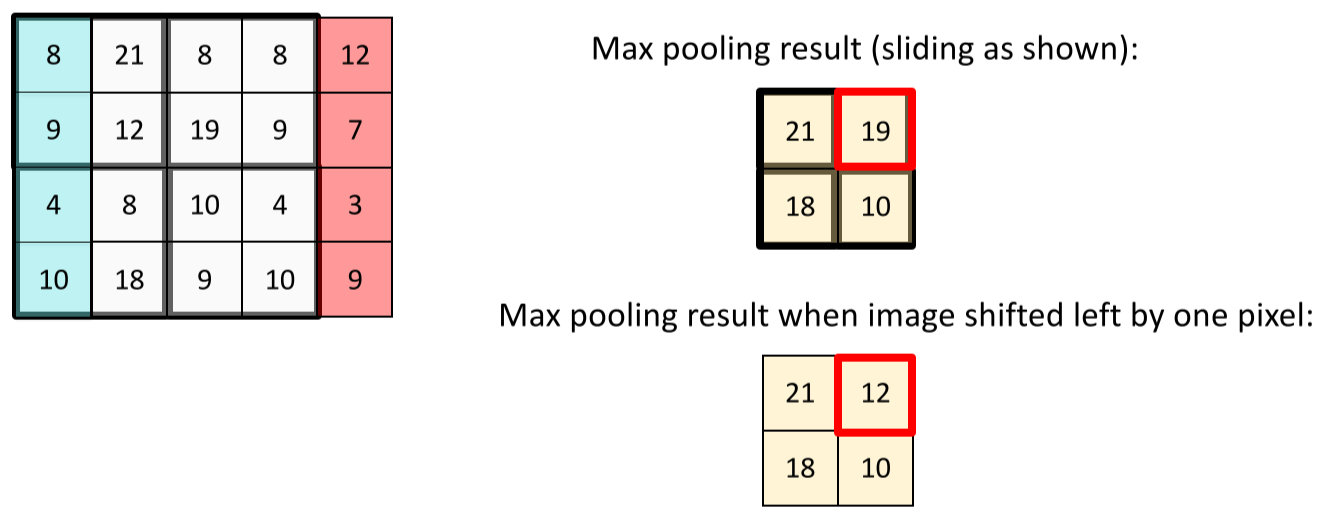 8 21 8 8 12
9 12 19 9 7
4 8 10 4 3
10 18 9 10 9
Max pooling result (sliding as shown):
21 19
18 10
Max pooling result when image shifted left by one pixel:
21 12
18 10